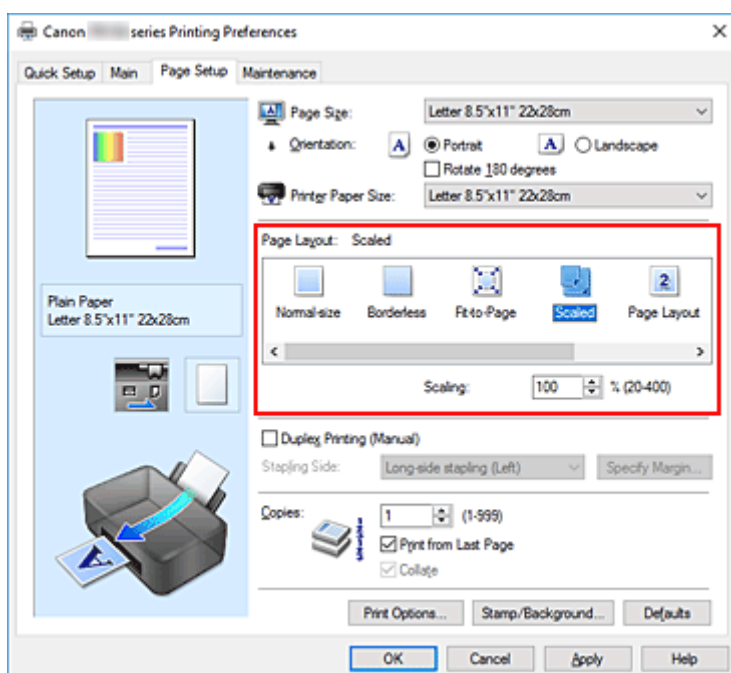 Canon series Printing Preferences
Quick Setup Main Page Setup Maintenance
Page Size: Letter 8.5"x11" 22x28cm
Orientation: A Portrait A Landscape
Rotate 180 degrees
Printer Paper Size: Letter 8.5"x11" 22x28cm
Page Layout: Scaled
2
Normal-size Borderless Fit-to-Page Scaled Page Layout
Plain Paper
Letter 8.5"x11" 22x28cm
Scaling: 100 % (20-400)
Duplex Printing (Manual)
Stapling Side: Long-side stapling (Left) Specify Margin...
Copies: 1 (1-999)
Print from Last Page
Collate
A
Print Options... Stamp/Background... Defaults
OK Cancel Apply Help